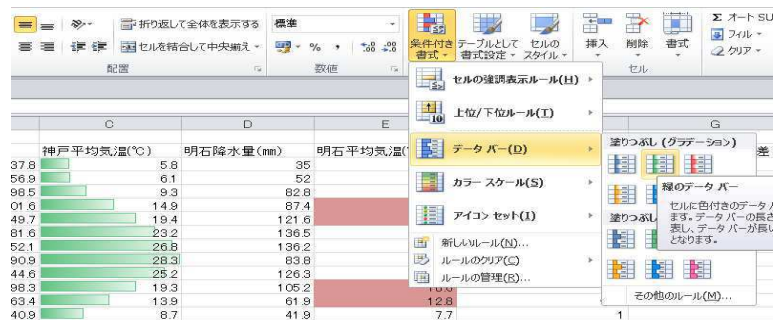 折り返して全体を表示する
標準
Σ オート SU
フィル
クリア
セルを結合して中央揃え
条件付き書式
テーブルとして書式設定
セルのスタイル
挿入
削除
書式
配置
数値
セル
セルの強調表示ルール(H)
上位/下位ルール(T)
データ バー(D)
カラー スケール(S)
アイコン セット(I)
新しいルール(N)...
ルールのクリア(C)
ルールの管理(R)...
塗りつぶし (グラデーション)
緑のデータ バー
セルに色付きのデータ
ます。データ バーの長さ
表し、データ バーが長い
となります。
塗りつぶし
その他のルール(M)...
C D E G
神戸平均気温(℃) 明石降水量(mm) 明石平均気温( 差
37.8 5.8 35
56.9 6.1 52
98.5 9.3 82.8
01.6 14.9 87.4
49.7 19.4 121.6
81.6 23.2 136.5
52.1 26.8 136.2
90.9 28.3 83.8
44.6 25.2 126.3
98.3 19.3 105.2
63.4 13.9 61.9 12.8
40.9 8.7 41.9 7.7 1